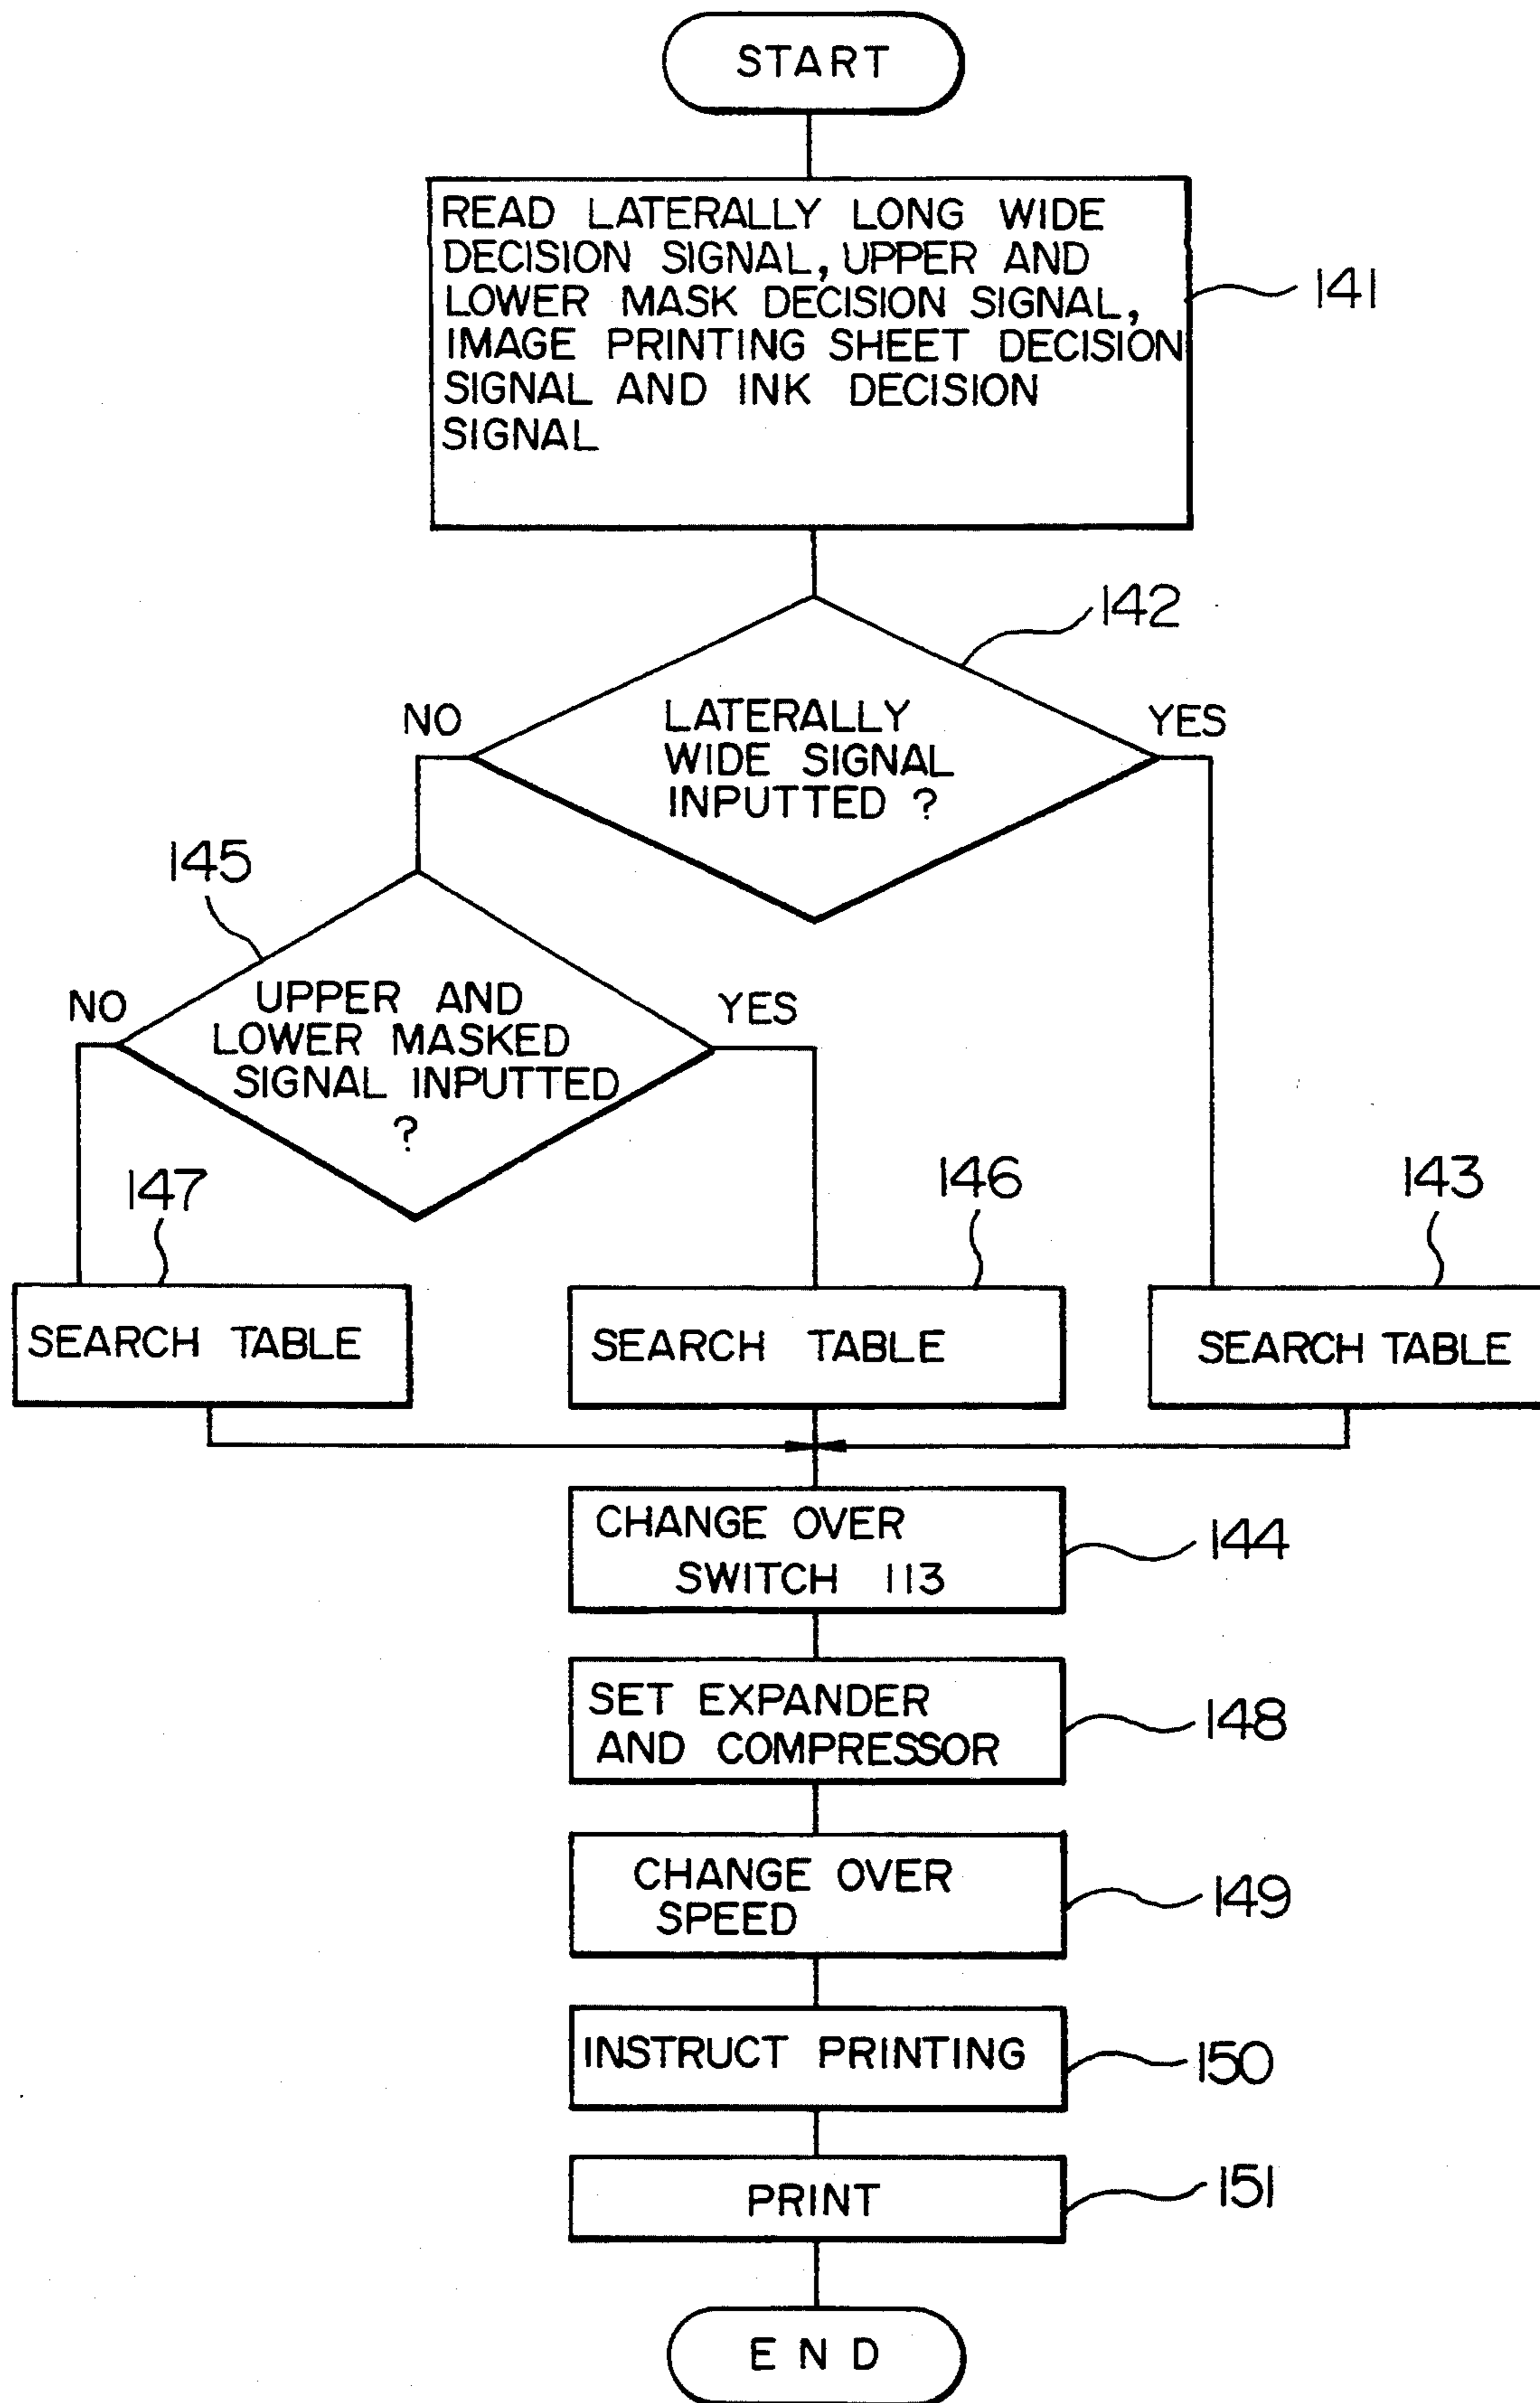 START
READ LATERALLY LONG WIDE
DECISION SIGNAL, UPPER AND
LOWER MASK DECISION SIGNAL,
IMAGE PRINTING SHEET DECISION
SIGNAL AND INK DECISION
SIGNAL
141
142
NO
LATERALLY
WIDE SIGNAL
INPUTTED ?
YES
145
NO
UPPER AND
LOWER MASKED
SIGNAL INPUTTED
?
YES
147
146
143
SEARCH TABLE
SEARCH TABLE
SEARCH TABLE
CHANGE OVER
SWITCH 113
144
SET EXPANDER
AND COMPRESSOR
148
CHANGE OVER
SPEED
149
INSTRUCT PRINTING
150
PRINT
151
END